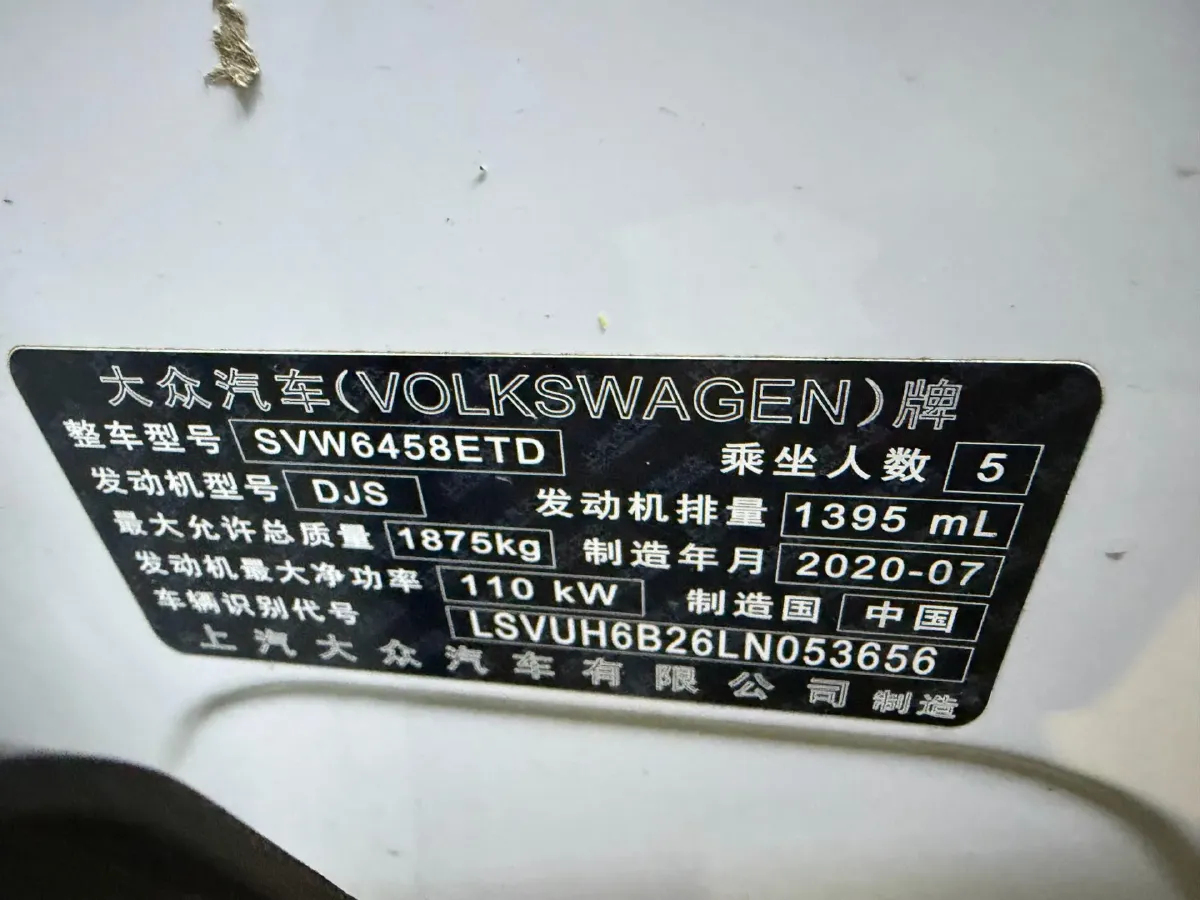 大众汽车(VOLKSWAGEN)牌
整车型号 SVW6458ETD 乘坐人数 5
发动机型号 DJS 发动机排量 1395 mL
最大允许总质量 1875kg 制造年月 2020-07
发动机最大净功率 110 kW 制造国 中国
车辆识别代号 LSVUH6B26LN053656
上汽大众汽车有限公司 制造